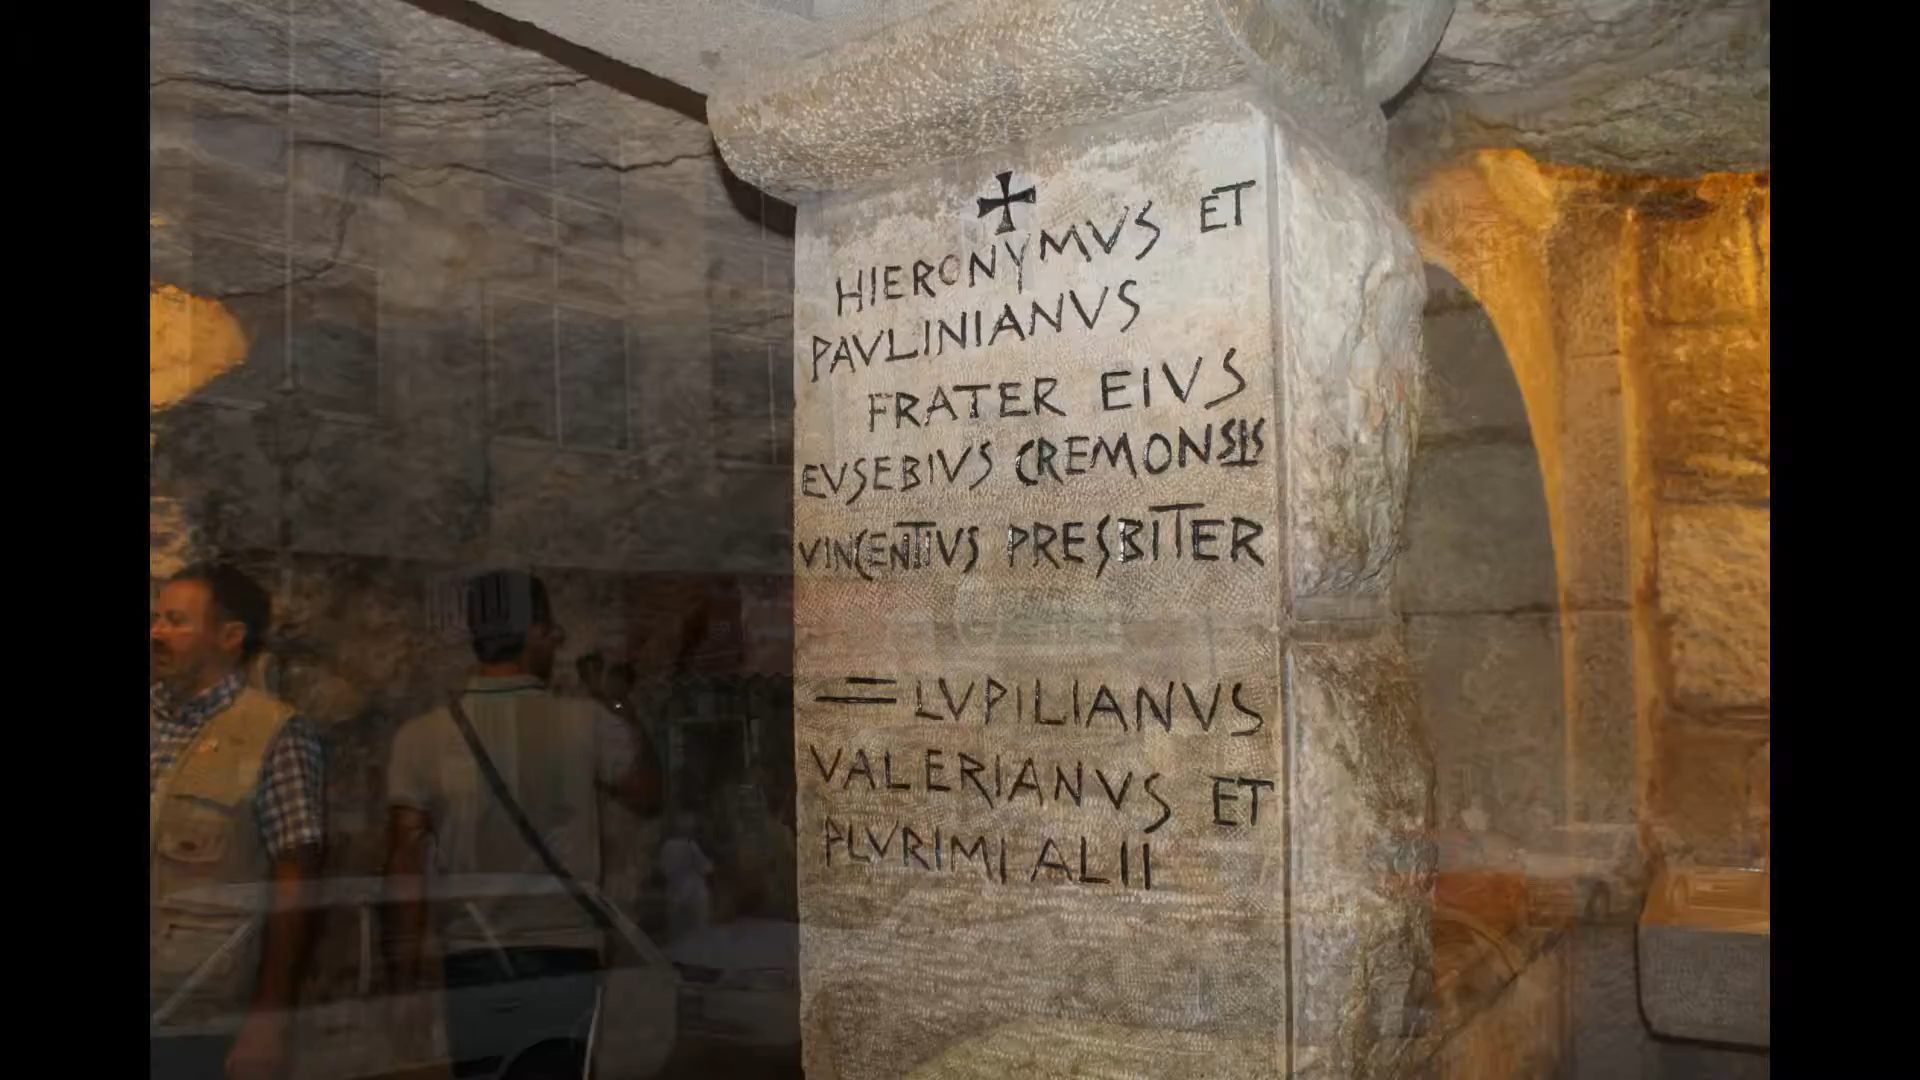 HIERONYMVS ET
PAVLINIANVS
FRATER EIVS
EVSEBIVS CREMONSIS
VINCENTIVS PRESBITER
= LVPILIANVS
VALERIANVS ET
PLVRIMI ALII